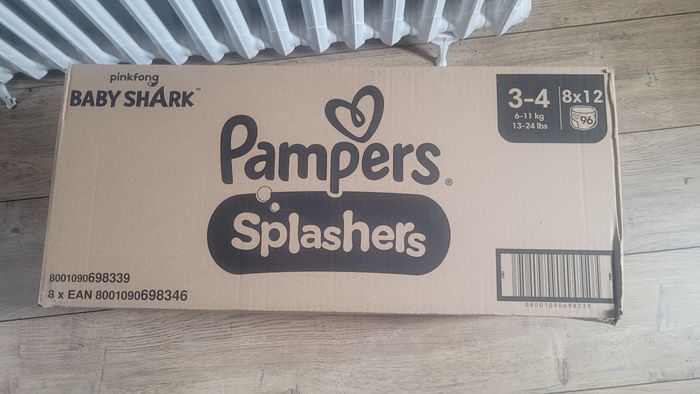 pinkfong
BABY SHARK™
3-4
6-11 kg
13-24 lbs
8x12
96
Pampers®
Splashers
8001090698339
8 x EAN 8001090698346
08001090698339